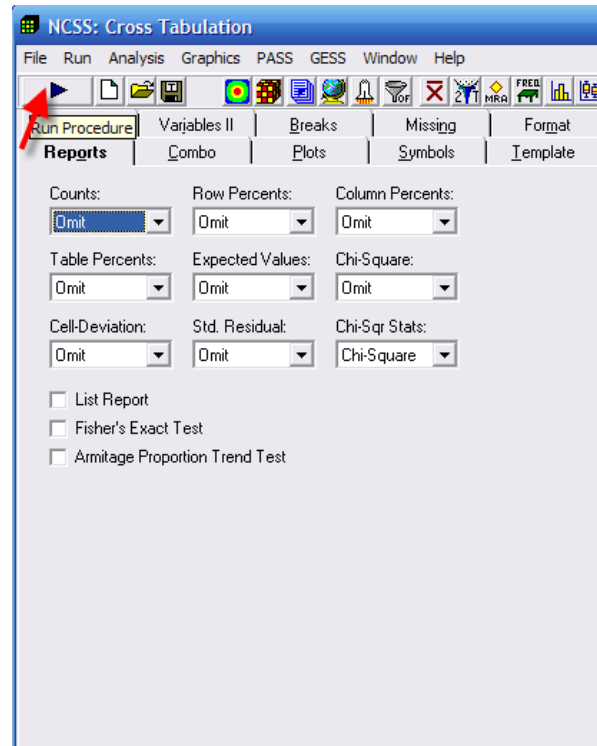 NCSS: Cross Tabulation
File Run Analysis Graphics PASS GESS Window Help
▶ FOF MRA FREQ
Run Procedure Variables II Breaks Missing Format
Reports Combo Plots Symbols Template
Counts: Row Percents: Column Percents:
Omit Omit Omit
Table Percents: Expected Values: Chi-Square:
Omit Omit Omit
Cell-Deviation: Std. Residual: Chi-Sqr Stats:
Omit Omit Chi-Square
List Report
Fisher's Exact Test
Armitage Proportion Trend Test